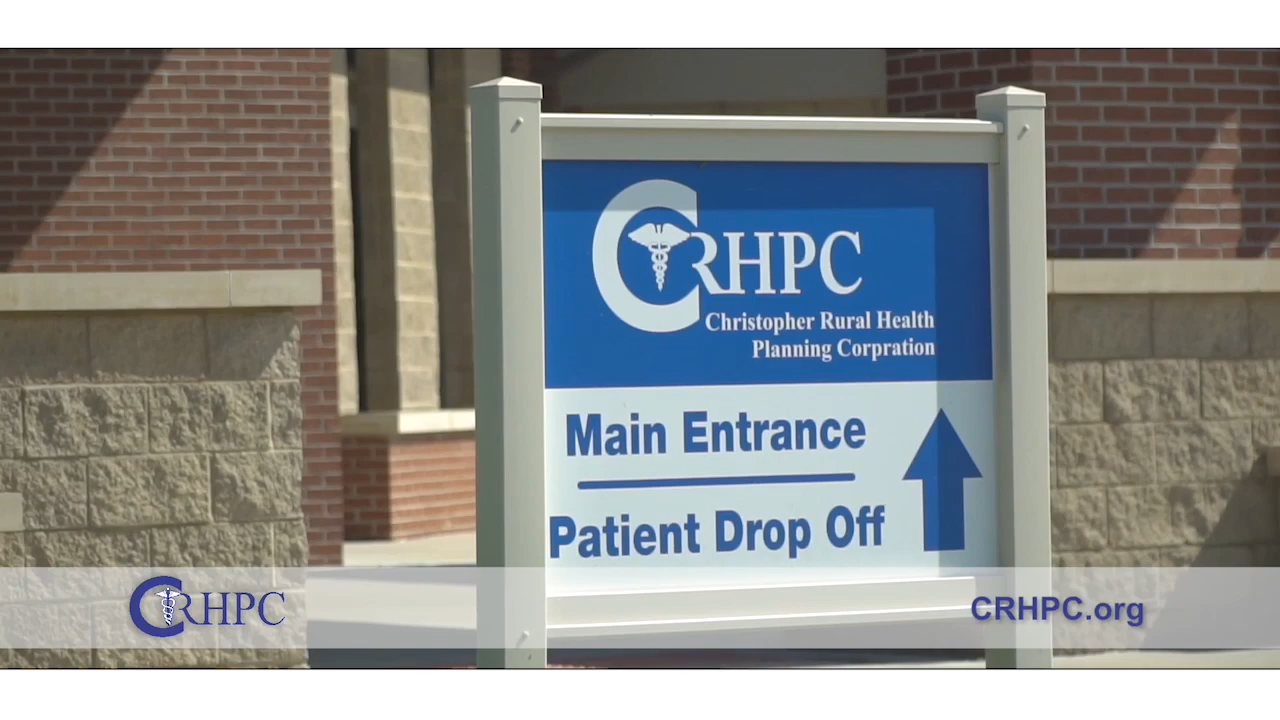 CRHPC
Christopher Rural Health
Planning Corpration
Main Entrance
Patient Drop Off
CRHPC
CRHPC.org